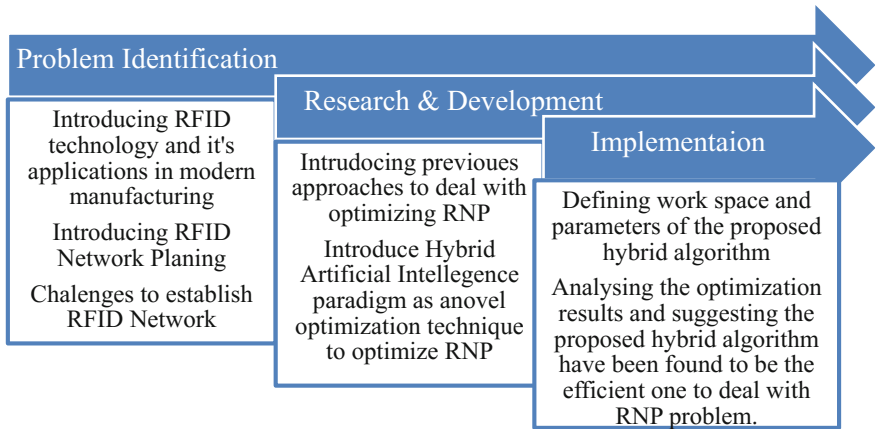 Problem Identification
Introducing RFID
technology and it's
applications in modern
manufacturing
Introducing RFID
Network Planing
Chalenges to establish
RFID Network
Research & Development
Intrudocing previoues
approaches to deal with
optimizing RNP
Introduce Hybrid
Artificial Intellegence
paradigm as anovel
optimization technique
to optimize RNP
Implementaion
Defining work space and
parameters of the proposed
hybrid algorithm
Analysing the optimization
results and suggesting the
proposed hybrid algorithm
have been found to be the
efficient one to deal with
RNP problem.